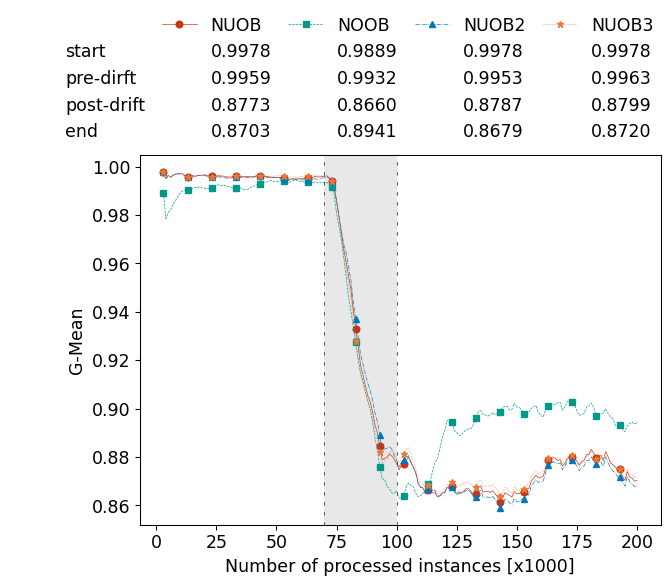 NUOB NOOB NUOB2 NUOB3
start 0.9978 0.9889 0.9978 0.9978
pre-dirft 0.9959 0.9932 0.9953 0.9963
post-drift 0.8773 0.8660 0.8787 0.8799
end 0.8703 0.8941 0.8679 0.8720
1.00
0.98
0.96
0.94
0.92
0.90
0.88
0.86
G-Mean
0 25 50 75 100 125 150 175 200
Number of processed instances [x1000]